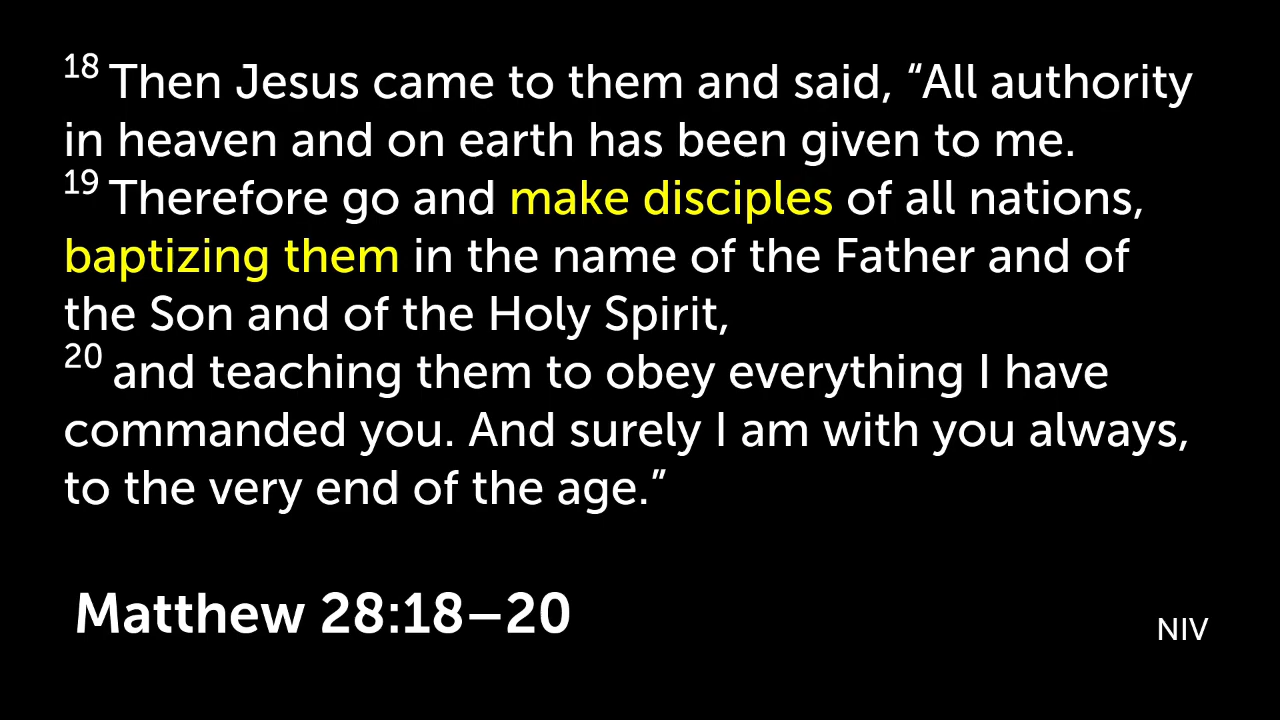 18 Then Jesus came to them and said, “All authority
in heaven and on earth has been given to me.
19 Therefore go and make disciples of all nations,
baptizing them in the name of the Father and of
the Son and of the Holy Spirit,
20 and teaching them to obey everything I have
commanded you. And surely I am with you always,
to the very end of the age.”
Matthew 28:18–20
NIV